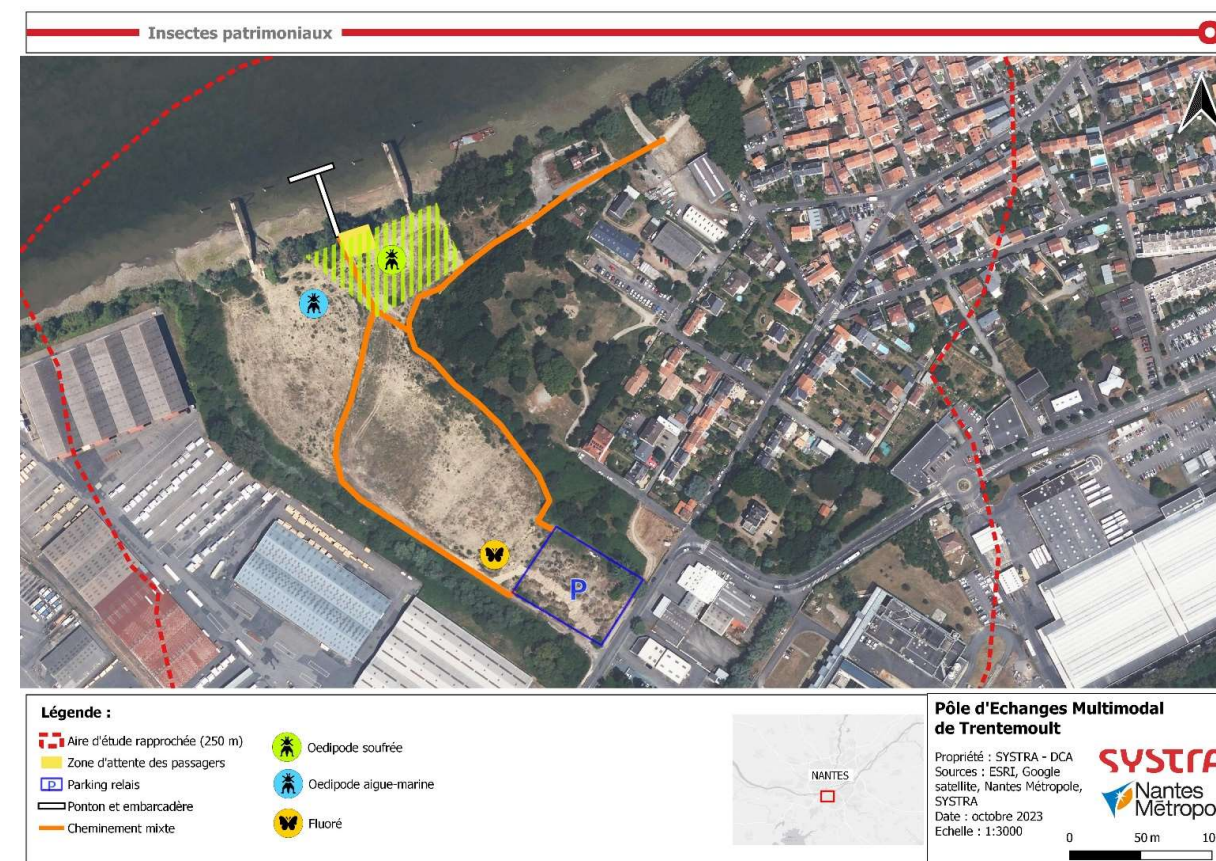 Insectes patrimoniaux
P
Légende :
Aire d'étude rapprochée (250 m)
Zone d'attente des passagers
P Parking relais
Ponton et embarcadère
Cheminement mixte
Oedipode soufrée
Oedipode aigue-marine
Fluoré
NANTES
Pôle d'Echanges Multimodal
de Trentemoult
Propriété : SYSTRA - DCA
Sources : ESRI, Google
satellite, Nantes Métropole,
SYSTRA
Date : octobre 2023
Echelle : 1:3000
SYSTRA
Nantes
Métropo
0 50 m 10